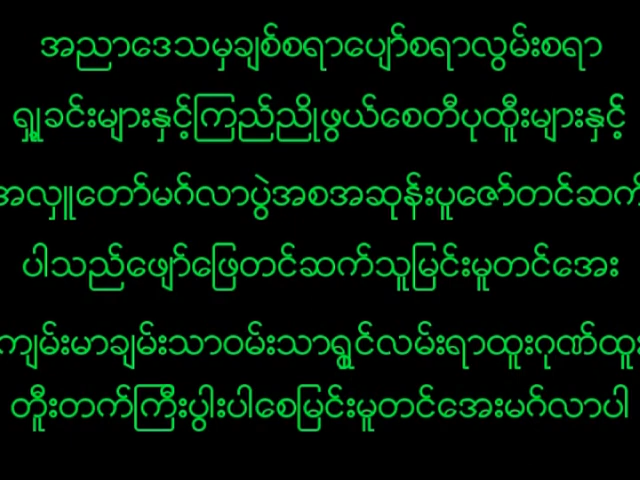 အညာဒေသမှချစ်စရာပျော်စရာလွမ်းစရာ
ရှုခင်းများနှင့်ကြည်ညိုဖွယ်စေတီပုထိုးများနှင့်
အလှူတော်မင်္ဂလာပွဲအစအဆုန်းပူဇော်တင်ဆက်
ပါသည်ဖျော်ဖြေတင်ဆက်သူမြင်းမူတင်အေး
ကျမ်းမာချမ်းသာဝမ်းသာရွှင်လမ်းရာထူးဂုဏ်ထူး
တိူးတက်ကြီးပွါးပါစေမြင်းမူတင်အေးမင်္ဂလာပါ